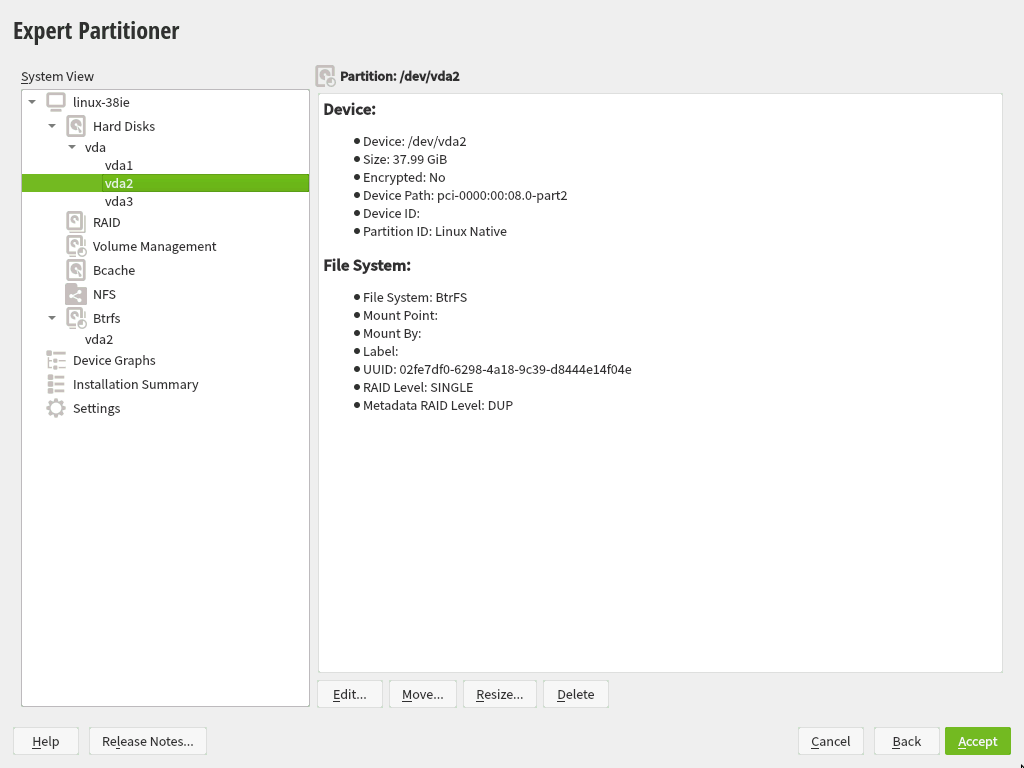 Expert Partitioner
System View
linux-38ie
Hard Disks
vda
vda1
vda2
vda3
RAID
Volume Management
Bcache
NFS
Btrfs
vda2
Device Graphs
Installation Summary
Settings
Partition: /dev/vda2
Device:
Device: /dev/vda2
Size: 37.99 GiB
Encrypted: No
Device Path: pci-0000:00:08.0-part2
Device ID:
Partition ID: Linux Native
File System:
File System: BtrFS
Mount Point:
Mount By:
Label:
UUID: 02fe7df0-6298-4a18-9c39-d8444e14f04e
RAID Level: SINGLE
Metadata RAID Level: DUP
Edit... Move... Resize... Delete
Help Release Notes... Cancel Back Accept